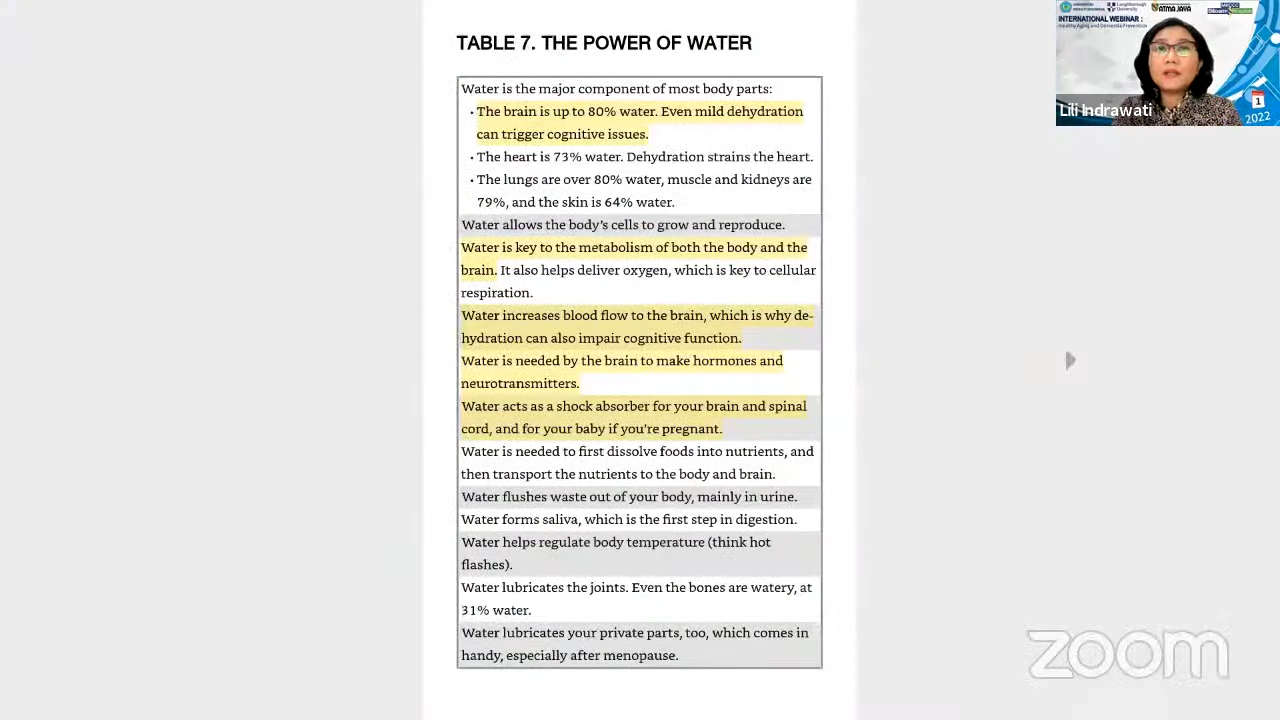 TABLE 7. THE POWER OF WATER
Water is the major component of most body parts:
• The brain is up to 80% water. Even mild dehydration
can trigger cognitive issues.
• The heart is 73% water. Dehydration strains the heart.
• The lungs are over 80% water, muscle and kidneys are
79%, and the skin is 64% water.
Water allows the body’s cells to grow and reproduce.
Water is key to the metabolism of both the body and the
brain. It also helps deliver oxygen, which is key to cellular
respiration.
Water increases blood flow to the brain, which is why de-
hydration can also impair cognitive function.
Water is needed by the brain to make hormones and
neurotransmitters.
Water acts as a shock absorber for your brain and spinal
cord, and for your baby if you’re pregnant.
Water is needed to first dissolve foods into nutrients, and
then transport the nutrients to the body and brain.
Water flushes waste out of your body, mainly in urine.
Water forms saliva, which is the first step in digestion.
Water helps regulate body temperature (think hot
flashes).
Water lubricates the joints. Even the bones are watery, at
31% water.
Water lubricates your private parts, too, which comes in
handy, especially after menopause.
Loughborough
University
ATMA JAYA
INTERNATIONAL WEBINAR :
Healthy Aging and Dementia Prevention
Lili Indrawati
1
2022
zoom